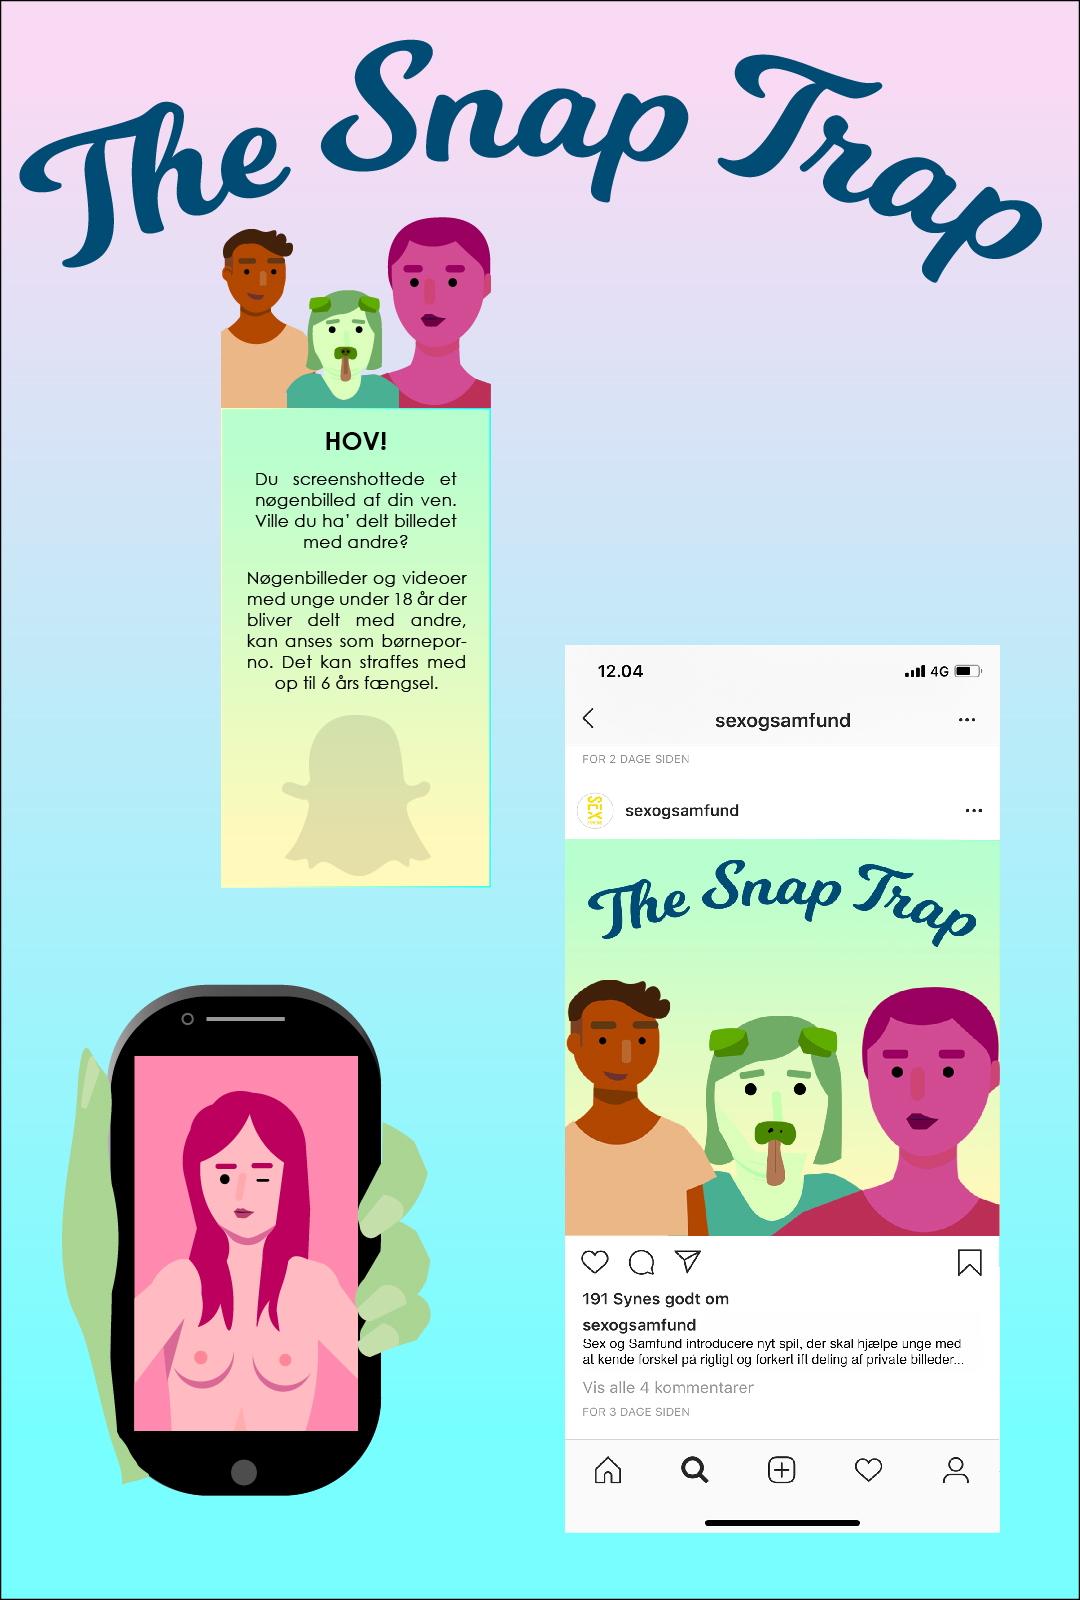 The Snap Trap
HOV!
Du screenshottede et
nøgenbilled af din ven.
Ville du ha' delt billedet
med andre?
Nøgenbilleder og videoer
med unge under 18 år der
bliver delt med andre,
kan anses som børnepor-
no. Det kan straffes med
op til 6 års fængsel.
12.04
4G
sexogsamfund
FOR 2 DAGE SIDEN
SEX
sexogsamfund
The Snap Trap
191 Synes godt om
sexogsamfund
Sex og Samfund introducere nyt spil, der skal hjælpe unge med
at kende forskel på rigtigt og forkert ift deling af private billeder...
Vis alle 4 kommentarer
FOR 3 DAGE SIDEN